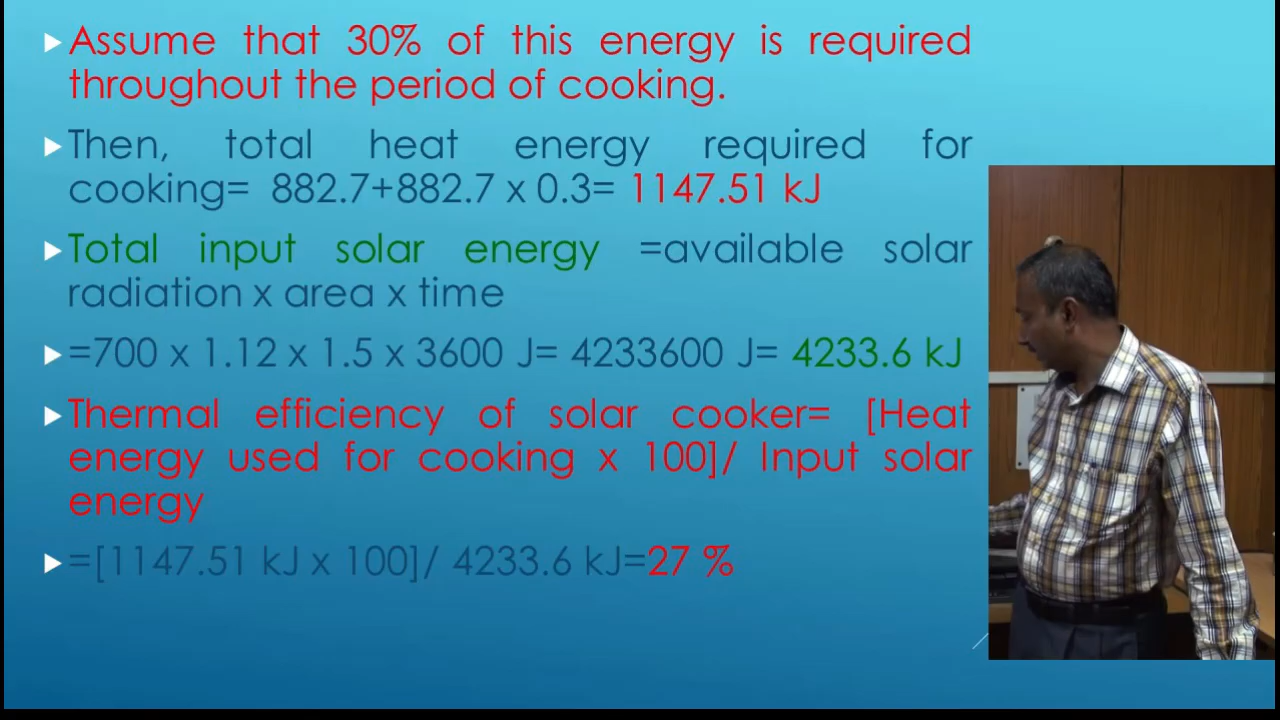 Assume that 30% of this energy is required
throughout the period of cooking.
Then, total heat energy required for
cooking= 882.7+882.7 x 0.3= 1147.51 kJ
Total input solar energy =available solar
radiation x area x time
=700 x 1.12 x 1.5 x 3600 J= 4233600 J= 4233.6 kJ
Thermal efficiency of solar cooker= [Heat
energy used for cooking x 100]/ Input solar
energy
=[1147.51 kJ x 100]/ 4233.6 kJ=27 %